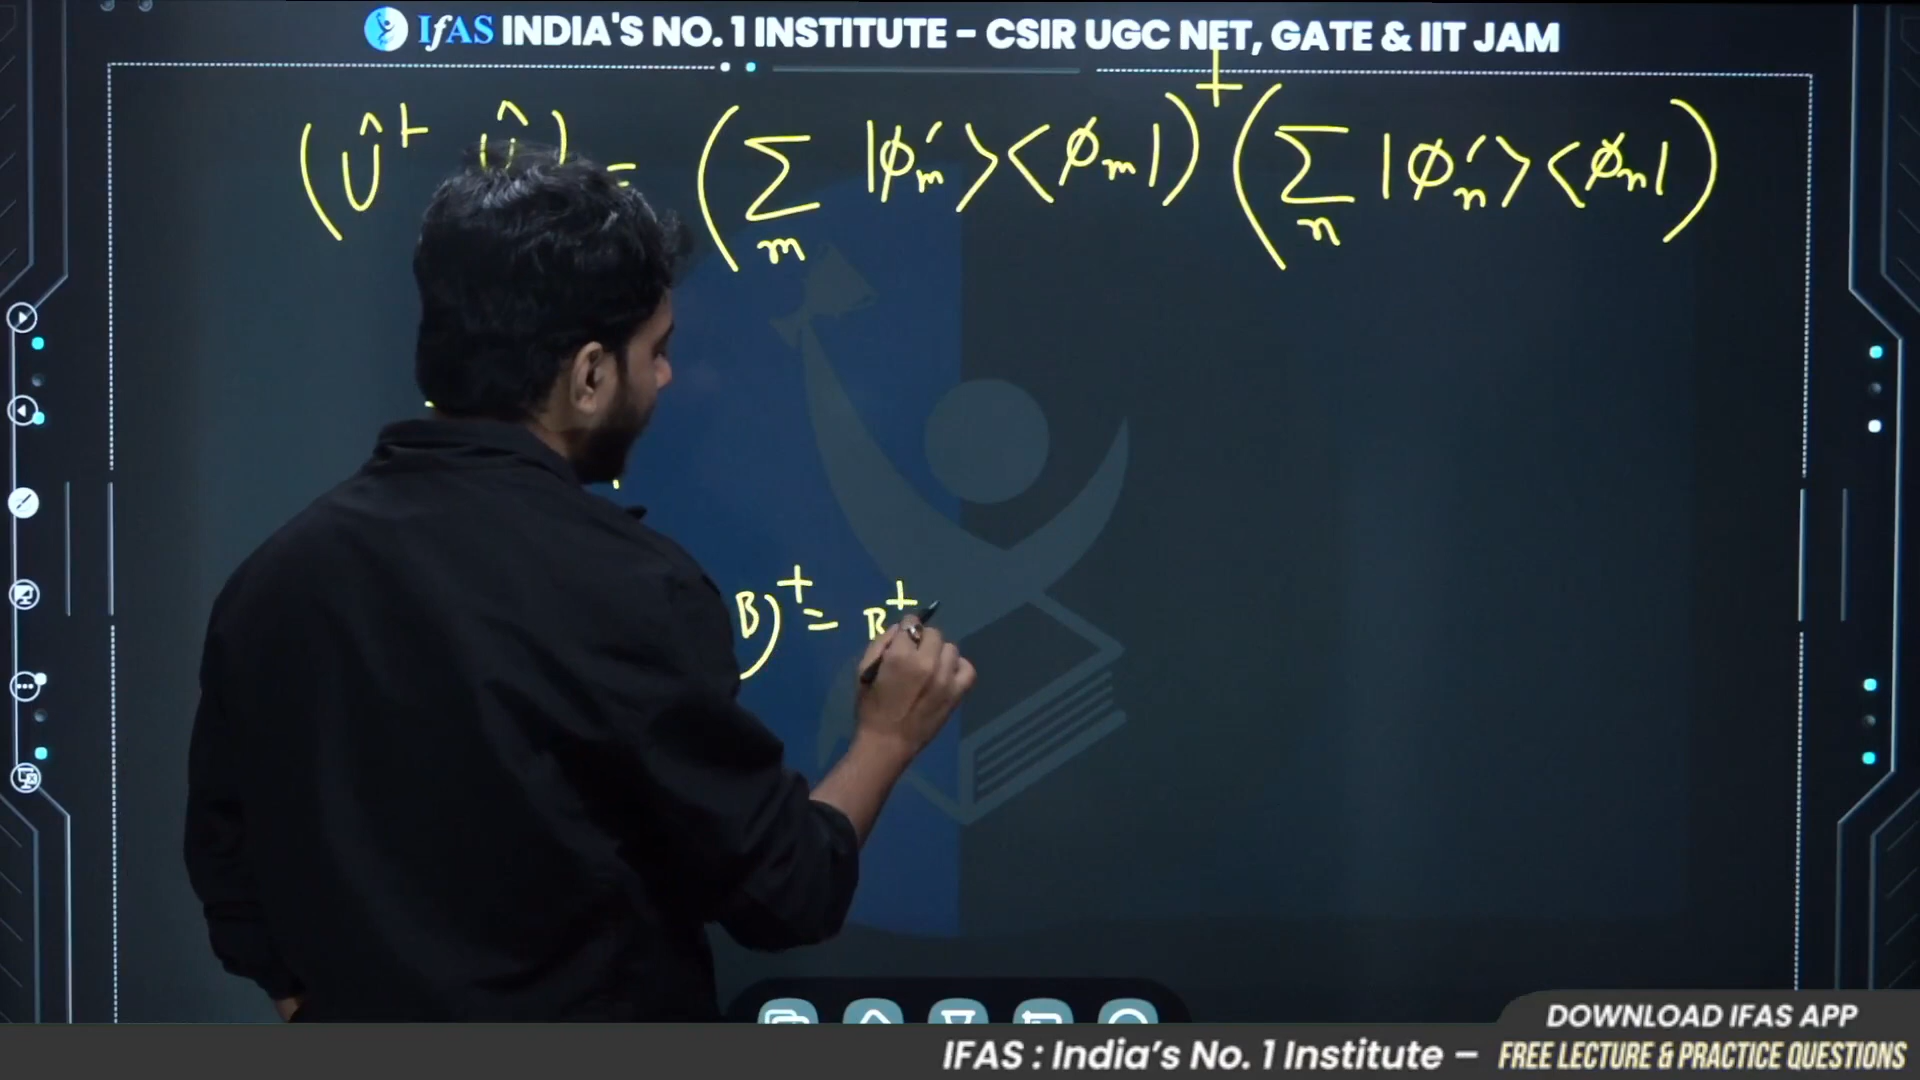 IfAS INDIA'S NO. 1 INSTITUTE – CSIR UGC NET, GATE & IIT JAM
(Û† Û) = (∑ₘ |ϕ′ₘ⟩⟨ϕₘ|)† (∑ₙ |ϕ′ₙ⟩⟨ϕₙ|)
B)† = B†
DOWNLOAD IFAS APP
IFAS : India's No. 1 Institute – FREE LECTURE & PRACTICE QUESTIONS